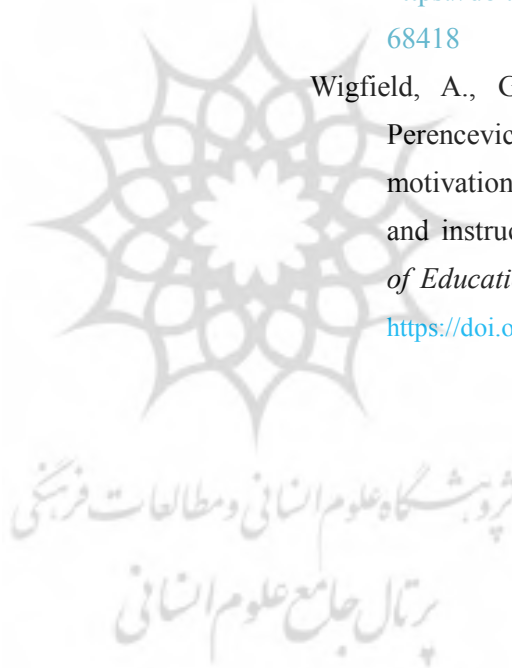 68418
Wigfield, A., G
Perencevic
motivation
and instruc
of Educati
https://doi.o
پژوهشگاه علوم انسانی و مطالعات فرهنگی
پرتال جامع علوم انسانی